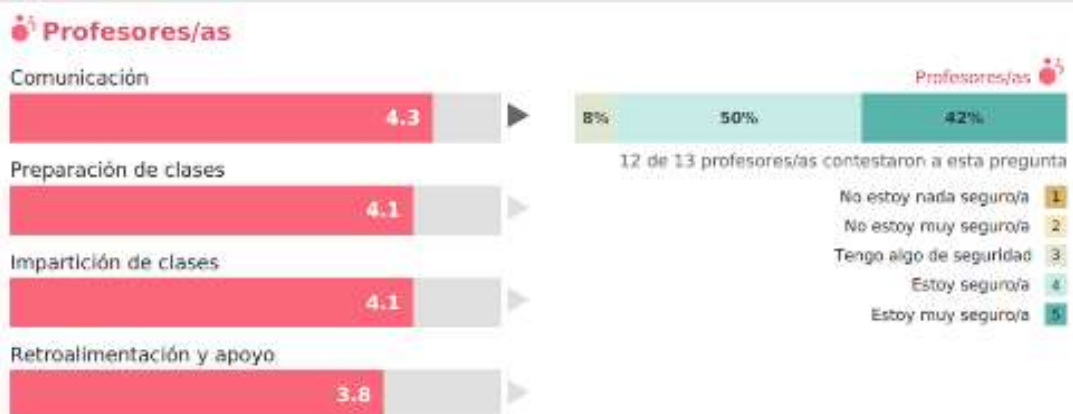 Profesores/as
Comunicación
4.3
Preparación de clases
4.1
Impartición de clases
4.1
Retroalimentación y apoyo
3.8
Profesores/as
8% 50% 42%
12 de 13 profesores/as contestaron a esta pregunta
No estoy nada seguro/a 1
No estoy muy seguro/a 2
Tengo algo de seguridad 3
Estoy seguro/a 4
Estoy muy seguro/a 5